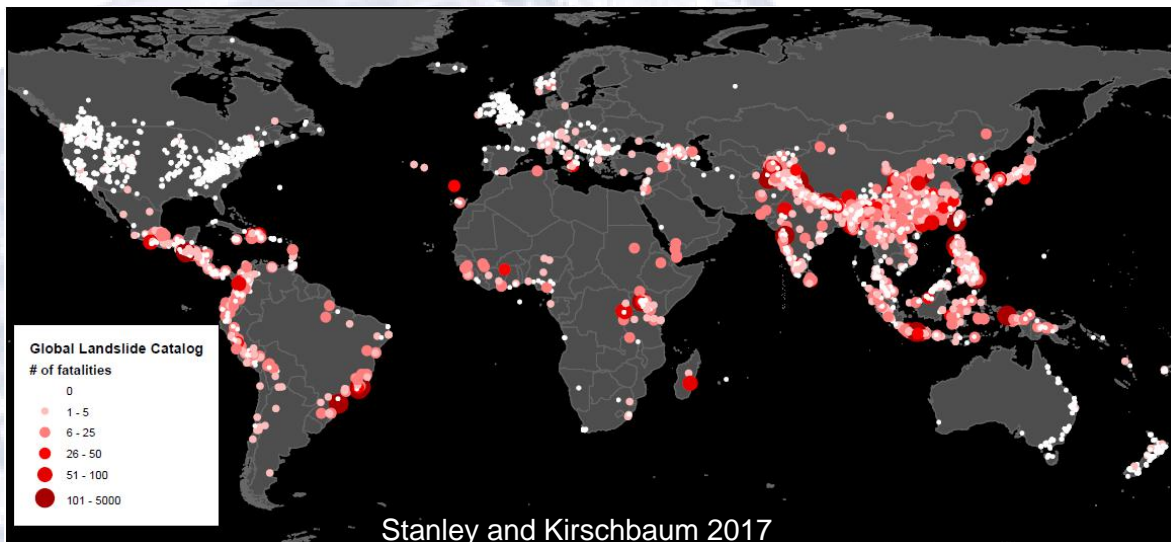 Global Landslide Catalog
# of fatalities
0
1 - 5
6 - 25
26 - 50
51 - 100
101 - 5000
Stanley and Kirschbaum 2017